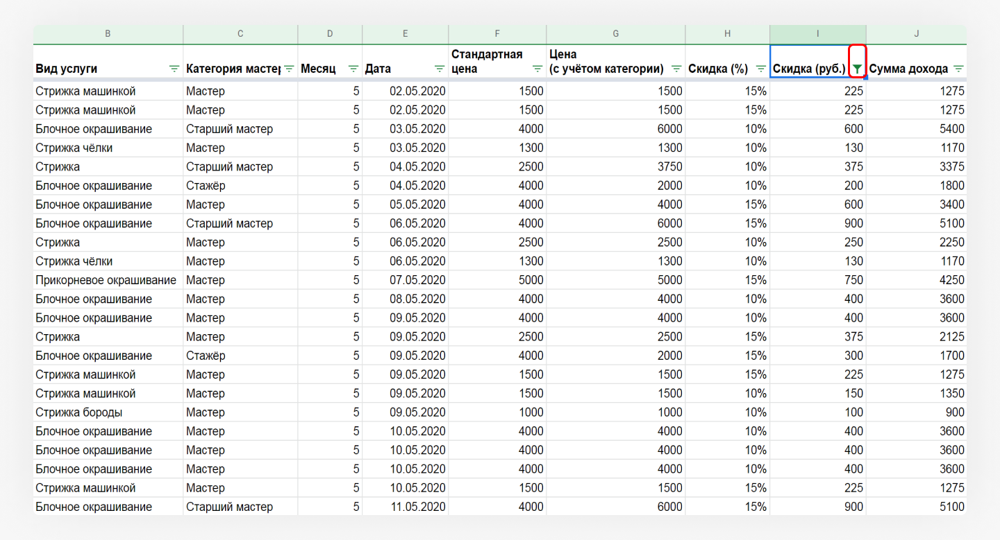 B C D E F G H I J
Стандартная Цена
Вид услуги Категория мастер Месяц Дата цена (с учётом категории) Скидка (%) Скидка (руб.) Сумма дохода
Стрижка машинкой Мастер 5 02.05.2020 1500 1500 15% 225 1275
Стрижка машинкой Мастер 5 02.05.2020 1500 1500 15% 225 1275
Блочное окрашивание Старший мастер 5 03.05.2020 4000 6000 10% 600 5400
Стрижка чёлки Мастер 5 03.05.2020 1300 1300 10% 130 1170
Стрижка Старший мастер 5 04.05.2020 2500 3750 10% 375 3375
Блочное окрашивание Стажёр 5 04.05.2020 4000 2000 10% 200 1800
Блочное окрашивание Мастер 5 05.05.2020 4000 4000 15% 600 3400
Блочное окрашивание Старший мастер 5 06.05.2020 4000 6000 15% 900 5100
Стрижка Мастер 5 06.05.2020 2500 2500 10% 250 2250
Стрижка чёлки Мастер 5 06.05.2020 1300 1300 10% 130 1170
Прикорневое окрашивание Мастер 5 07.05.2020 5000 5000 15% 750 4250
Блочное окрашивание Мастер 5 08.05.2020 4000 4000 10% 400 3600
Блочное окрашивание Мастер 5 09.05.2020 4000 4000 10% 400 3600
Стрижка Мастер 5 09.05.2020 2500 2500 15% 375 2125
Блочное окрашивание Стажёр 5 09.05.2020 4000 2000 15% 300 1700
Стрижка машинкой Мастер 5 09.05.2020 1500 1500 15% 225 1275
Стрижка машинкой Мастер 5 09.05.2020 1500 1500 10% 150 1350
Стрижка бороды Мастер 5 09.05.2020 1000 1000 10% 100 900
Блочное окрашивание Мастер 5 10.05.2020 4000 4000 10% 400 3600
Блочное окрашивание Мастер 5 10.05.2020 4000 4000 10% 400 3600
Блочное окрашивание Мастер 5 10.05.2020 4000 4000 10% 400 3600
Стрижка машинкой Мастер 5 10.05.2020 1500 1500 15% 225 1275
Блочное окрашивание Старший мастер 5 11.05.2020 4000 6000 15% 900 5100